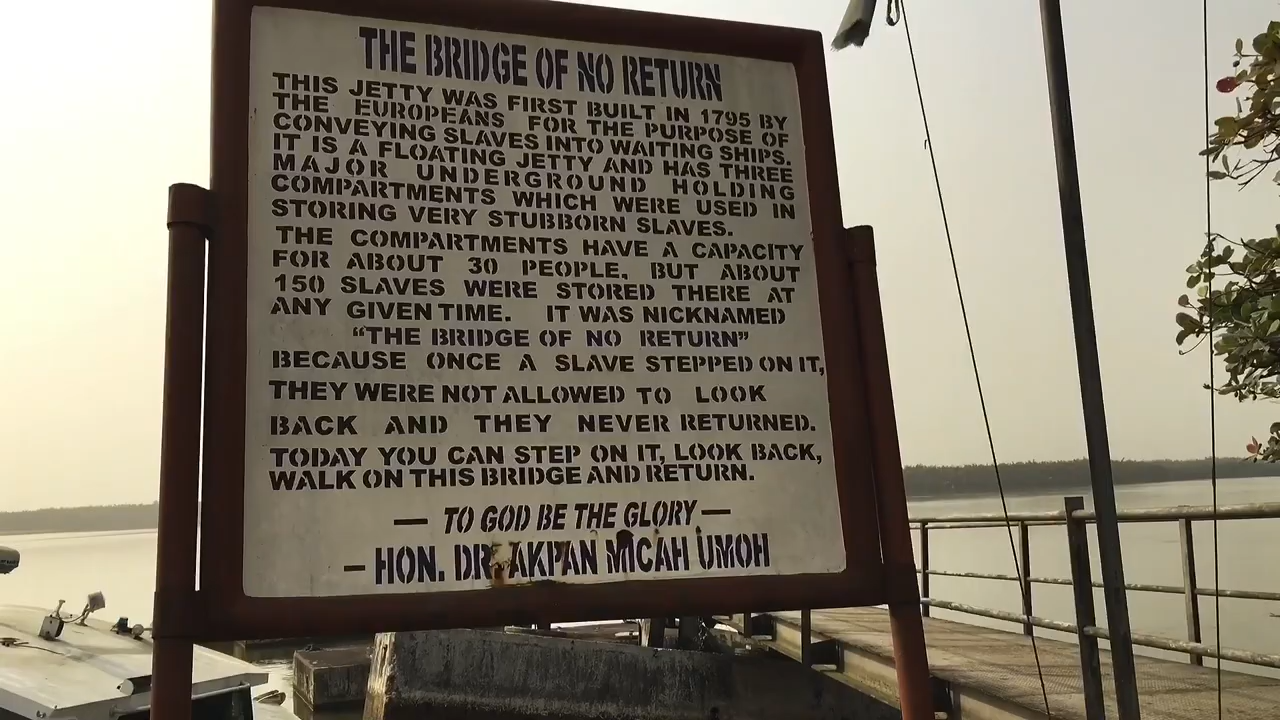 THE BRIDGE OF NO RETURN
THIS JETTY WAS FIRST BUILT IN 1795 BY
THE EUROPEANS FOR THE PURPOSE OF
CONVEYING SLAVES INTO WAITING SHIPS.
IT IS A FLOATING JETTY AND HAS THREE
MAJOR UNDERGROUND HOLDING
COMPARTMENTS WHICH WERE USED IN
STORING VERY STUBBORN SLAVES.
THE COMPARTMENTS HAVE A CAPACITY
FOR ABOUT 30 PEOPLE, BUT ABOUT
150 SLAVES WERE STORED THERE AT
ANY GIVEN TIME. IT WAS NICKNAMED
“THE BRIDGE OF NO RETURN”
BECAUSE ONCE A SLAVE STEPPED ON IT,
THEY WERE NOT ALLOWED TO LOOK
BACK AND THEY NEVER RETURNED.
TODAY YOU CAN STEP ON IT, LOOK BACK,
WALK ON THIS BRIDGE AND RETURN.
— TO GOD BE THE GLORY —
— HON. DR. AKPAN MICAH UMOH